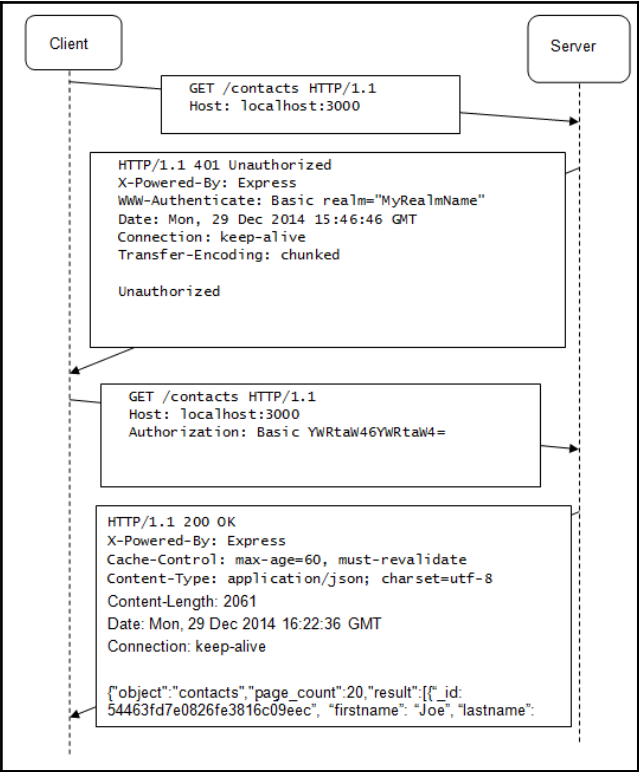 Client
Server
GET /contacts HTTP/1.1
Host: localhost:3000
HTTP/1.1 401 Unauthorized
X-Powered-By: Express
WWW-Authenticate: Basic realm="MyRealmName"
Date: Mon, 29 Dec 2014 15:46:46 GMT
Connection: keep-alive
Transfer-Encoding: chunked
Unauthorized
GET /contacts HTTP/1.1
Host: localhost:3000
Authorization: Basic YWRtaW46YWRtaW4=
HTTP/1.1 200 OK
X-Powered-By: Express
Cache-Control: max-age=60, must-revalidate
Content-Type: application/json; charset=utf-8
Content-Length: 2061
Date: Mon, 29 Dec 2014 16:22:36 GMT
Connection: keep-alive
{"object":"contacts","page_count":20,"result":[{“_id:
54463fd7e0826fe3816c09eec”, “firstname”: “Joe”, “lastname”: